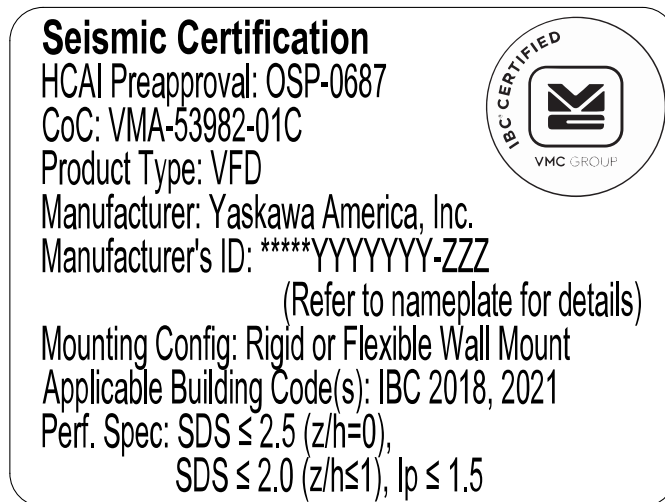 Seismic Certification
HCAI Preapproval: OSP-0687
CoC: VMA-53982-01C
Product Type: VFD
Manufacturer: Yaskawa America, Inc.
Manufacturer's ID: *****YYYYYYY-ZZZ
(Refer to nameplate for details)
Mounting Config: Rigid or Flexible Wall Mount
Applicable Building Code(s): IBC 2018, 2021
Perf. Spec: SDS ≤ 2.5 (z/h=0),
SDS ≤ 2.0 (z/h≤1), Ip ≤ 1.5
IBC® CERTIFIED
VMC GROUP